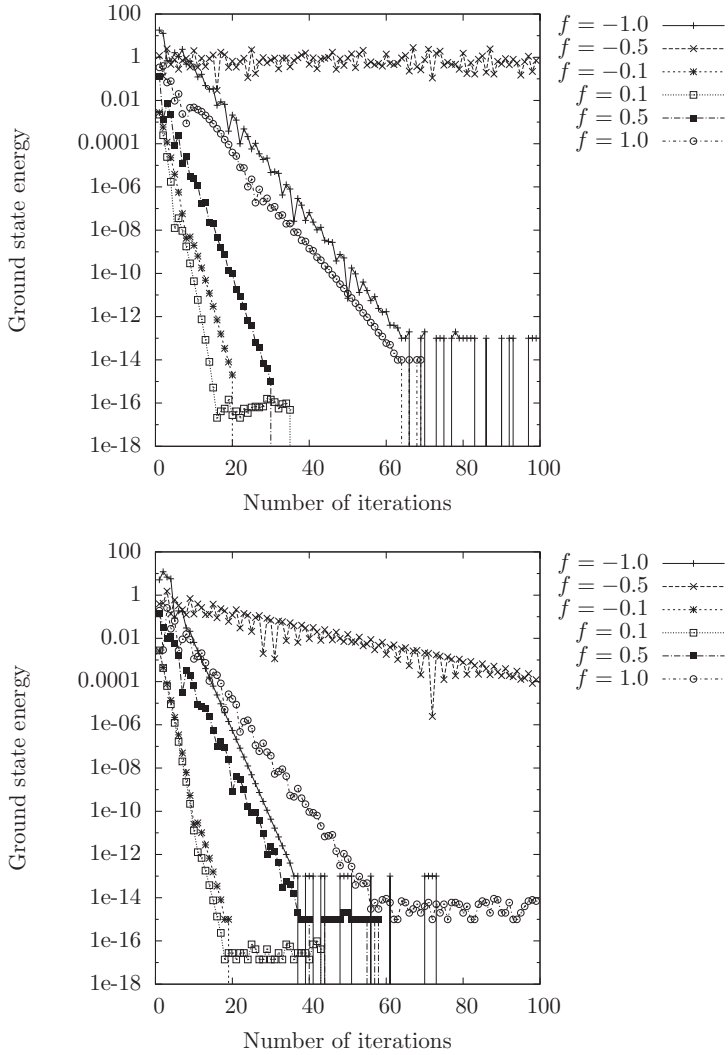 100
1
0.01
0.0001
1e-06
1e-08
1e-10
1e-12
1e-14
1e-16
1e-18
Ground state energy
0 20 40 60 80 100
Number of iterations
f = −1.0
f = −0.5
f = −0.1
f = 0.1
f = 0.5
f = 1.0
100
1
0.01
0.0001
1e-06
1e-08
1e-10
1e-12
1e-14
1e-16
1e-18
Ground state energy
0 20 40 60 80 100
Number of iterations
f = −1.0
f = −0.5
f = −0.1
f = 0.1
f = 0.5
f = 1.0